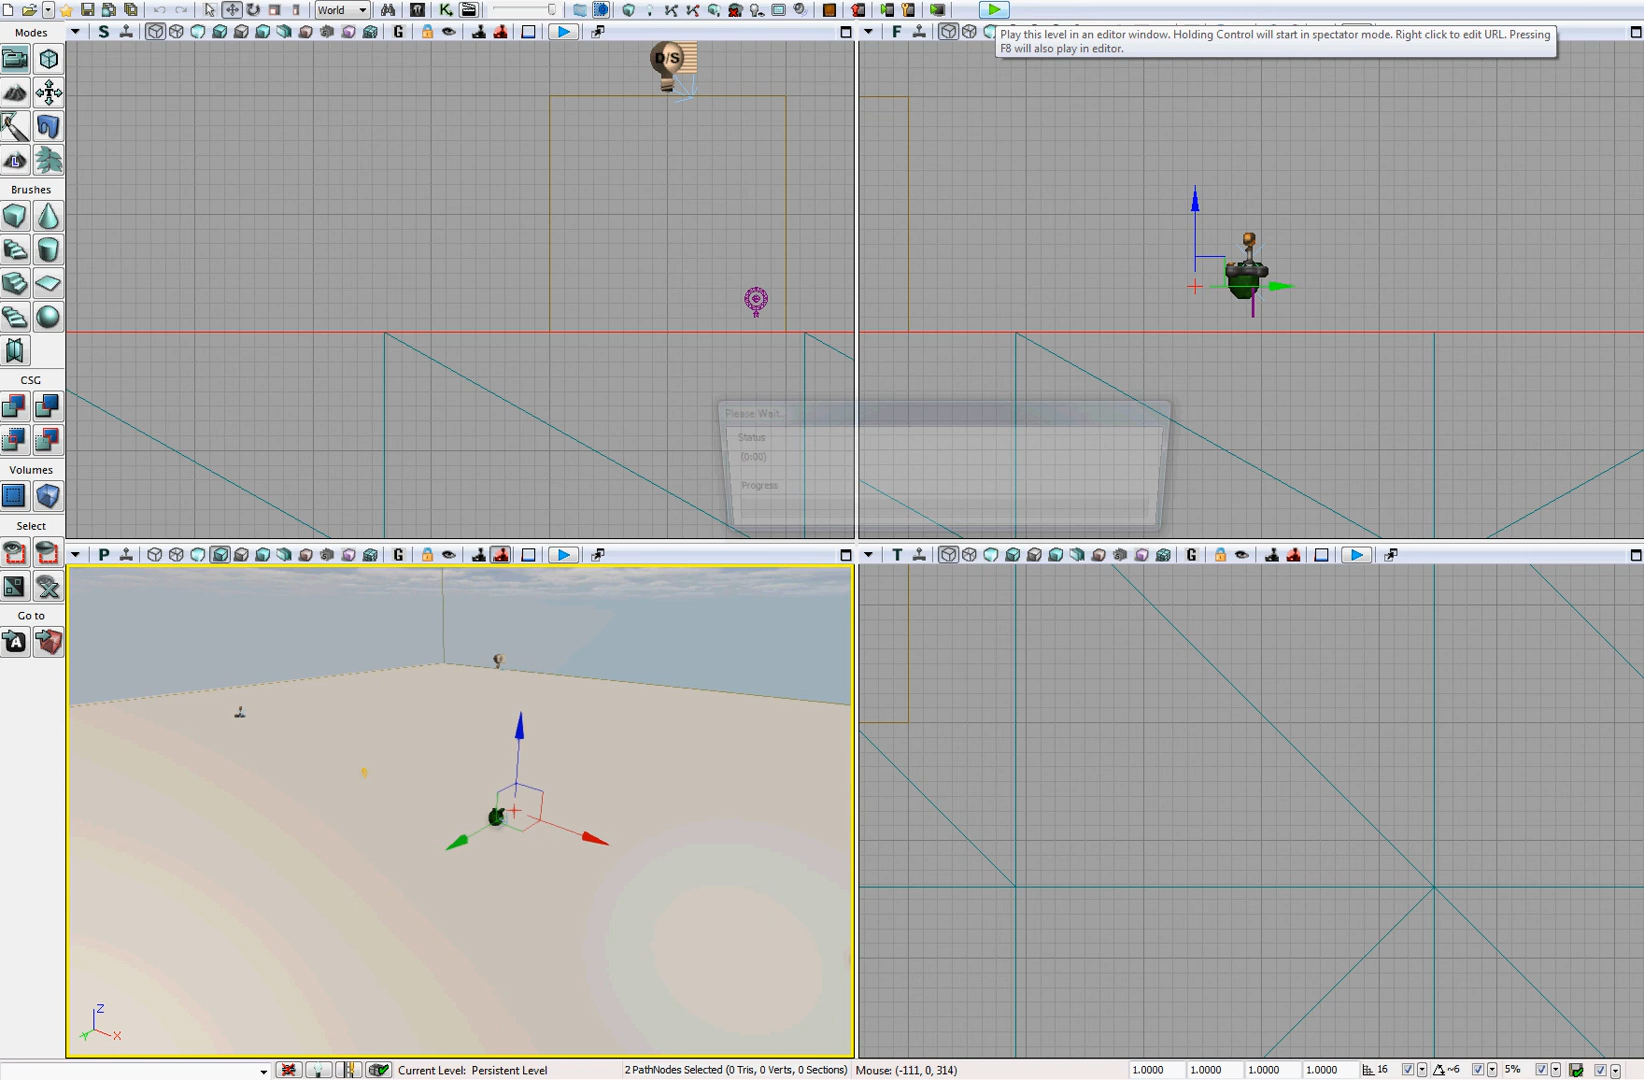 World
Modes
S
G
F
Play this level in an editor window. Holding Control will start in spectator mode. Right click to edit URL. Pressing
F8 will also play in editor.
D/S
L
Brushes
CSG
Please Wait...
Status
(0:00)
Progress
Volumes
Select
P
G
T
G
Go to
A
Z
Y
X
Current Level: Persistent Level
2 PathNodes Selected (0 Tris, 0 Verts, 0 Sections)
Mouse: (-111, 0, 314)
1.0000
1.0000
1.0000
1.0000
16
~6
5%